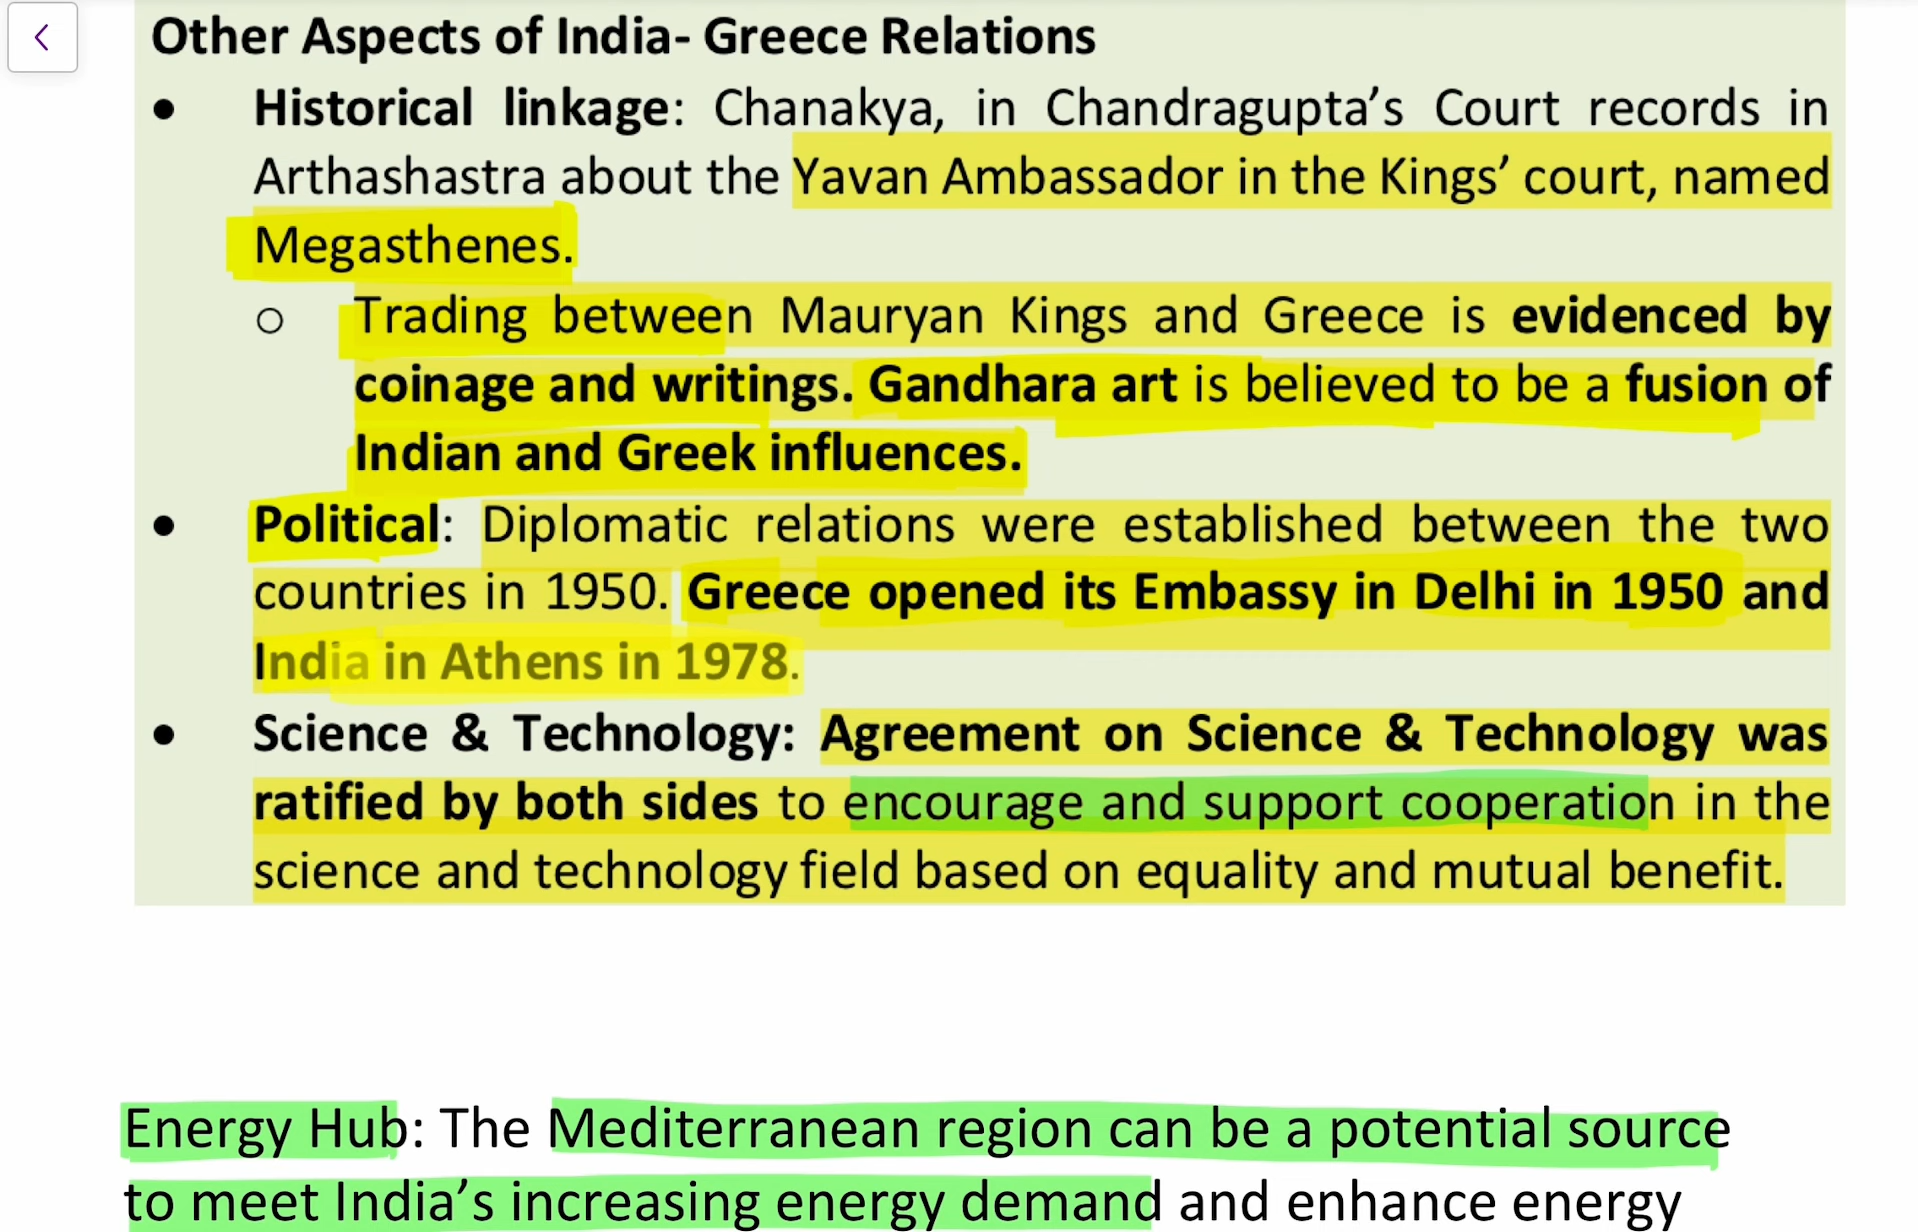 Other Aspects of India- Greece Relations
● Historical linkage: Chanakya, in Chandragupta’s Court records in
Arthashastra about the Yavan Ambassador in the Kings’ court, named
Megasthenes.
○ Trading between Mauryan Kings and Greece is evidenced by
coinage and writings. Gandhara art is believed to be a fusion of
Indian and Greek influences.
● Political: Diplomatic relations were established between the two
countries in 1950. Greece opened its Embassy in Delhi in 1950 and
India in Athens in 1978.
● Science & Technology: Agreement on Science & Technology was
ratified by both sides to encourage and support cooperation in the
science and technology field based on equality and mutual benefit.
Energy Hub: The Mediterranean region can be a potential source
to meet India’s increasing energy demand and enhance energy